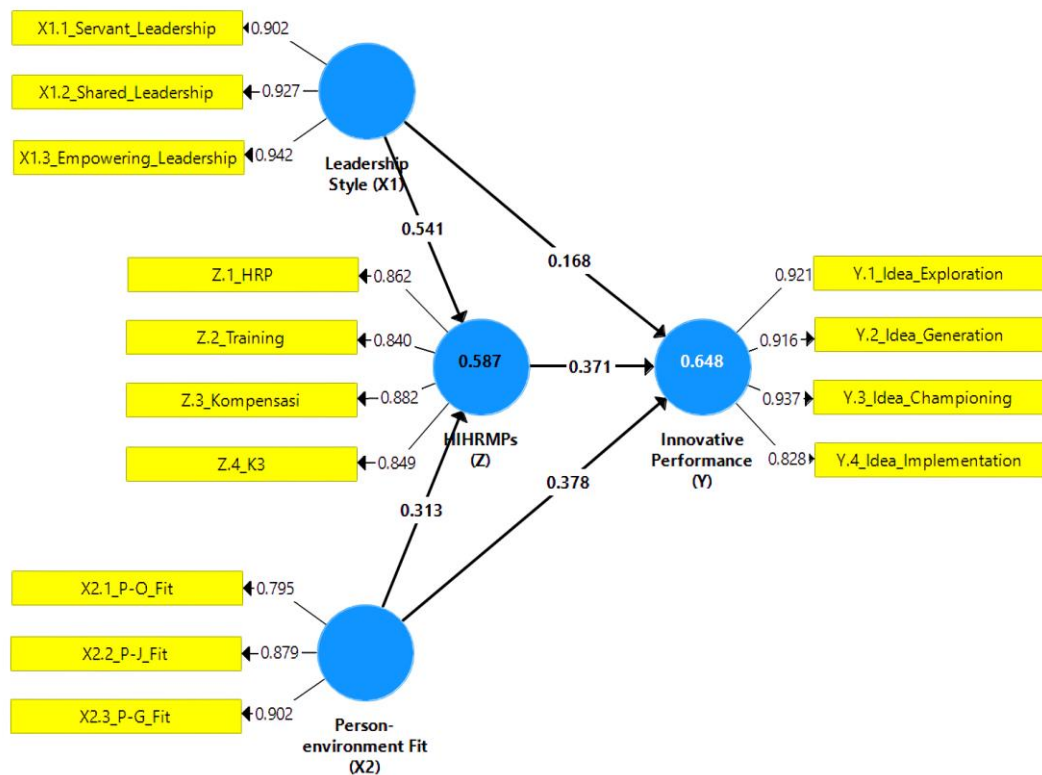 X1.1_Servant_Leadership
0.902
X1.2_Shared_Leadership
0.927
X1.3_Empowering_Leadership
0.942
Leadership
Style (X1)
0.541
0.168
Z.1_HRP
0.862
Z.2_Training
0.840
Z.3_Kompensasi
0.882
Z.4_K3
0.849
0.587
HIHRMPs
(Z)
0.371
0.648
Innovative
Performance
(Y)
0.921
Y.1_Idea_Exploration
0.916
Y.2_Idea_Generation
0.937
Y.3_Idea_Championing
0.828
Y.4_Idea_Implementation
0.313
0.378
X2.1_P-O_Fit
0.795
X2.2_P-J_Fit
0.879
X2.3_P-G_Fit
0.902
Person-
environment Fit
(X2)